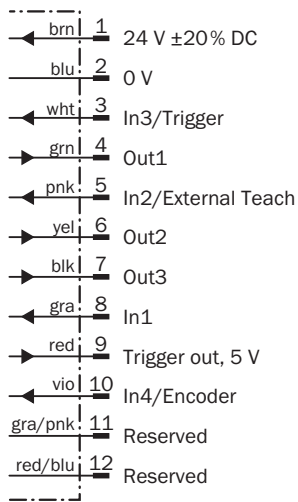 brn 1 24 V ±20% DC
blu 2 0 V
wht 3 In3/Trigger
grn 4 Out1
pnk 5 In2/External Teach
yel 6 Out2
blk 7 Out3
gra 8 In1
red 9 Trigger out, 5 V
vio 10 In4/Encoder
gra/pnk 11 Reserved
red/blu 12 Reserved